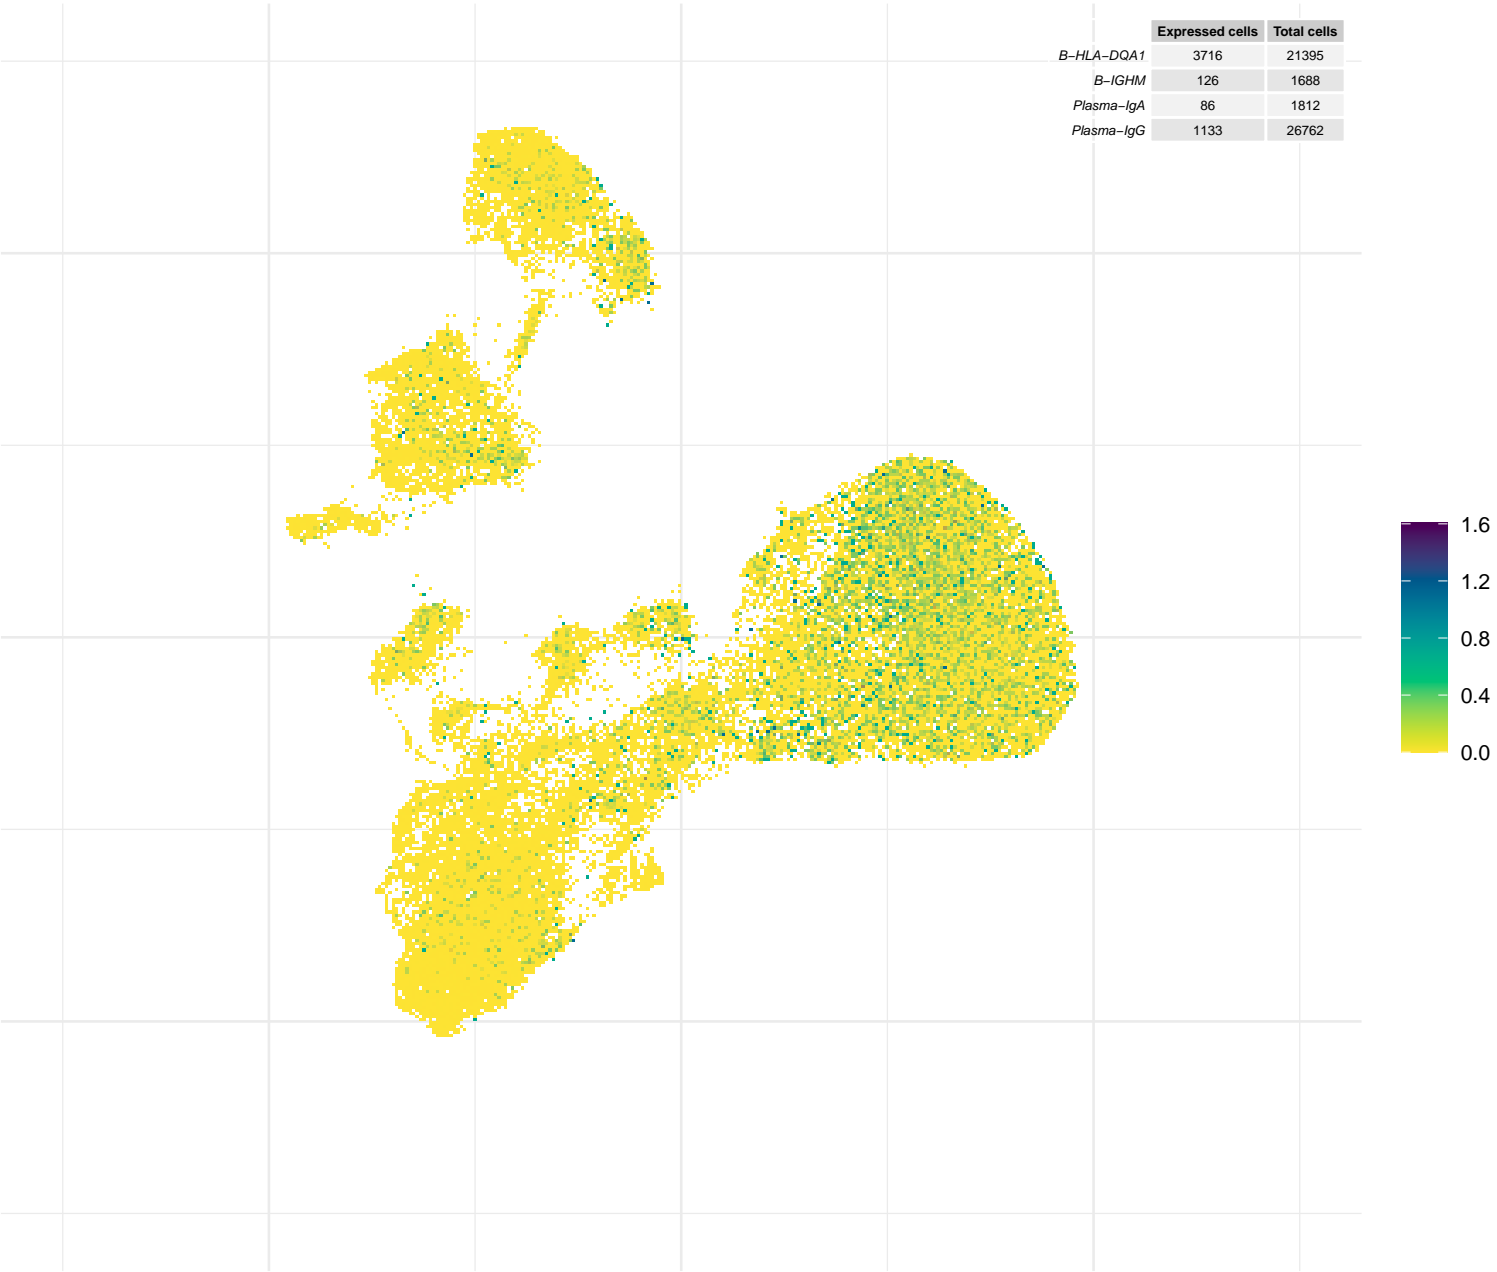 Expressed cells Total cells
B−HLA−DQA1 3716 21395
B−IGHM 126 1688
Plasma−IgA 86 1812
Plasma−IgG 1133 26762
1.6
1.2
0.8
0.4
0.0